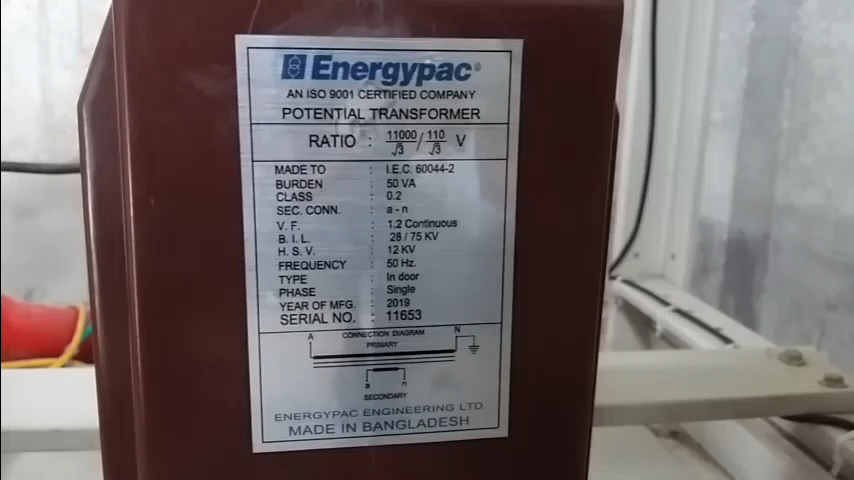 Energypac®
AN ISO 9001 CERTIFIED COMPANY
POTENTIAL TRANSFORMER
RATIO : 11000/√3 / 110/√3 V
MADE TO : I.E.C. 60044-2
BURDEN : 50 VA
CLASS : 0.2
SEC. CONN. : a - n
V. F. : 1.2 Continuous
B. I. L. : 28 / 75 KV
H. S. V. : 12 KV
FREQUENCY : 50 Hz.
TYPE : In door
PHASE : Single
YEAR OF MFG. : 2019
SERIAL NO. : 11653
CONNECTION DIAGRAM
A PRIMARY N
a n
SECONDARY
ENERGYPAC ENGINEERING LTD.
MADE IN BANGLADESH